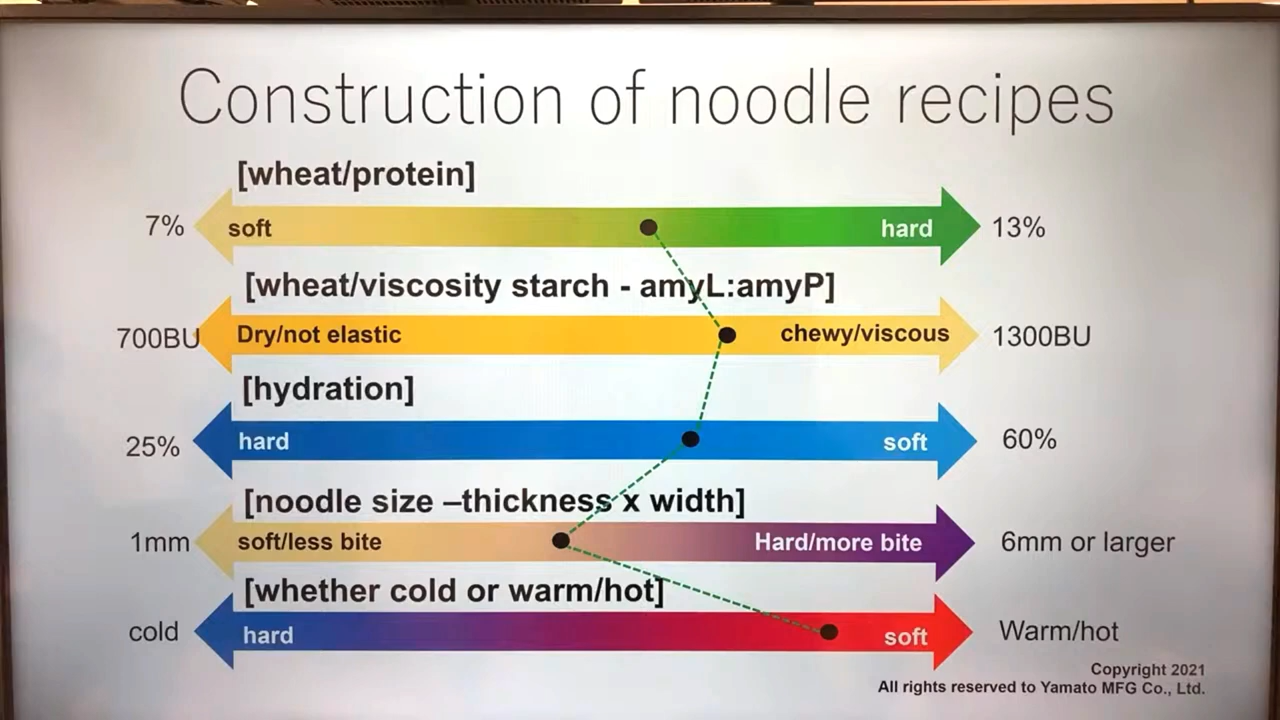 Construction of noodle recipes
[wheat/protein]
7% soft hard 13%
[wheat/viscosity starch - amyL:amyP]
700BU Dry/not elastic chewy/viscous 1300BU
[hydration]
25% hard soft 60%
[noodle size –thickness x width]
1mm soft/less bite Hard/more bite 6mm or larger
[whether cold or warm/hot]
cold hard soft Warm/hot
Copyright 2021
All rights reserved to Yamato MFG Co., Ltd.